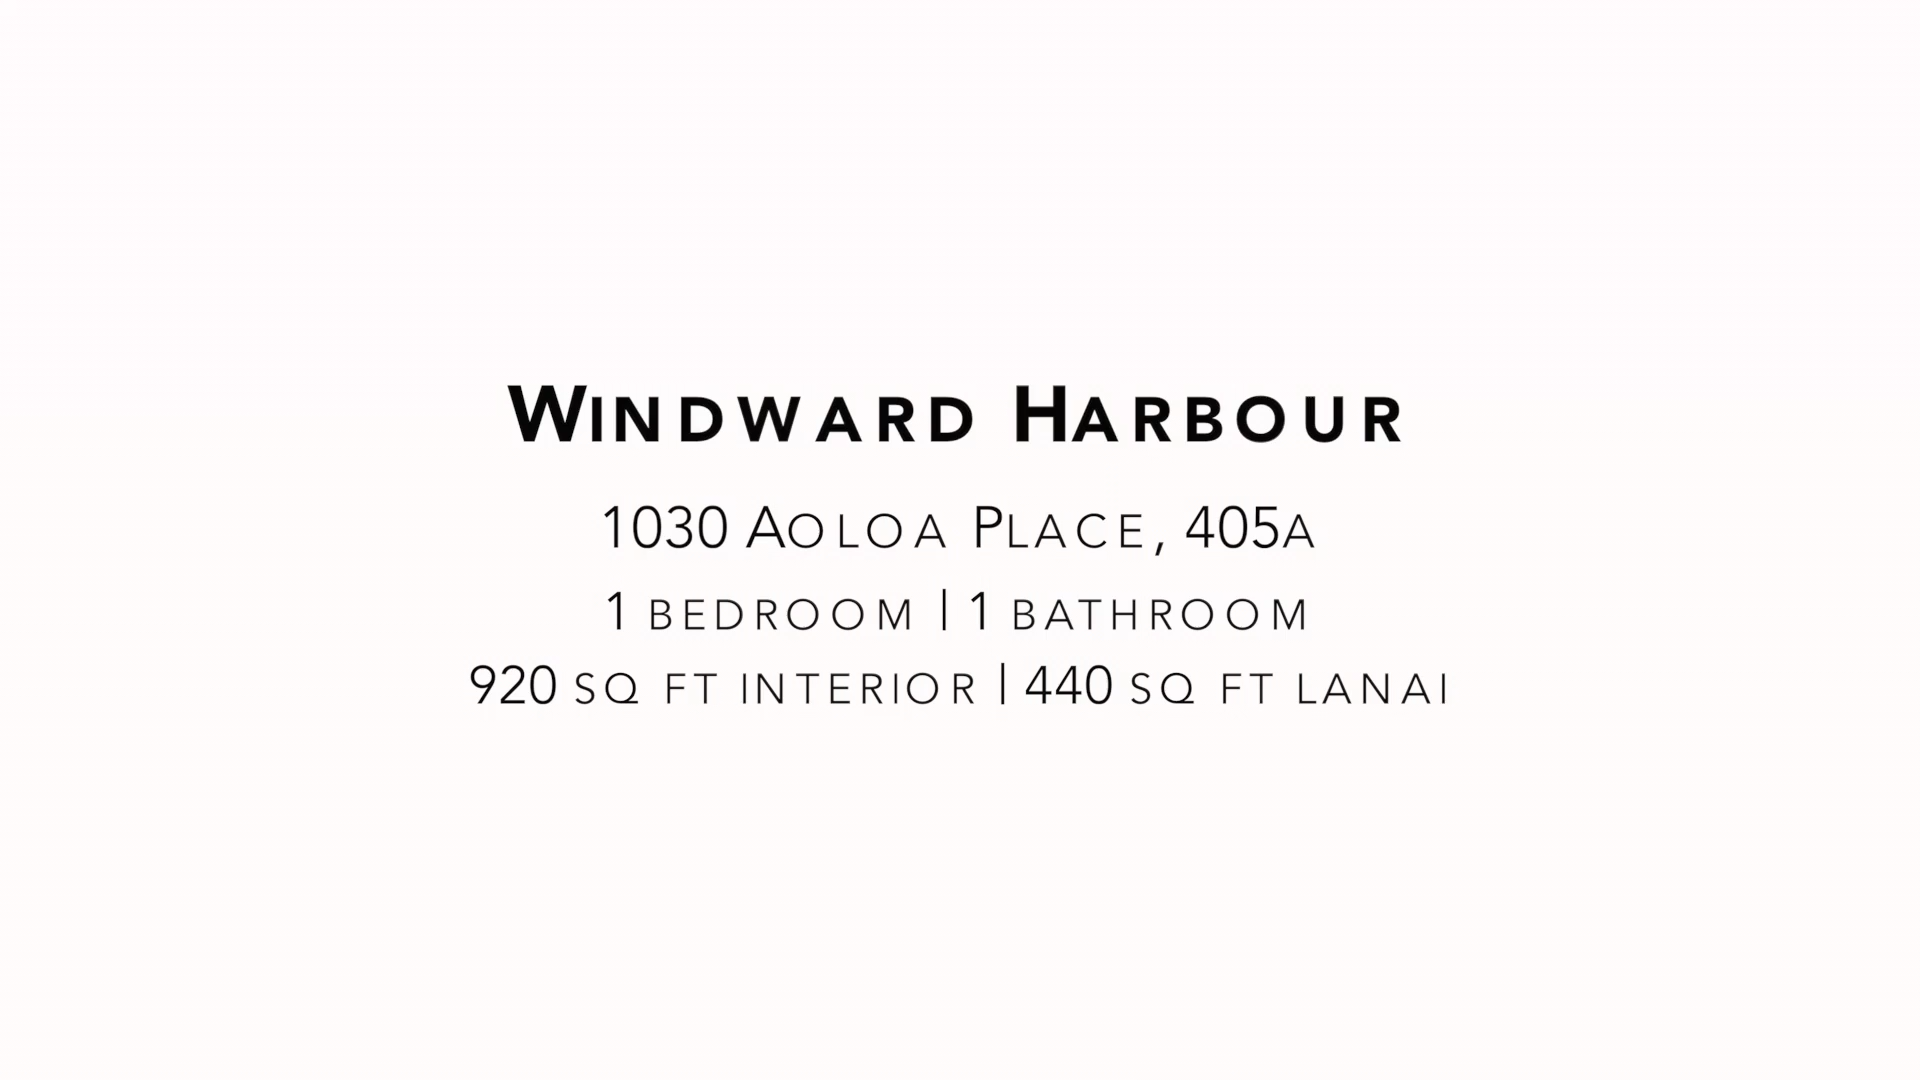 Windward Harbour
1030 Aoloa Place, 405a
1 bedroom | 1 bathroom
920 sq ft interior | 440 sq ft lanai